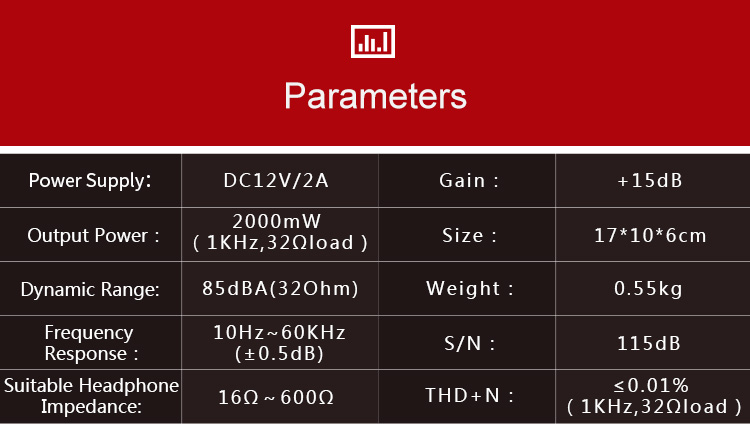 Parameters
Power Supply: DC12V/2A Gain : +15dB
Output Power : 2000mW
( 1KHz,32Ωload ) Size : 17*10*6cm
Dynamic Range: 85dBA(32Ohm) Weight : 0.55kg
Frequency
Response : 10Hz~60KHz
(±0.5dB) S/N : 115dB
Suitable Headphone
Impedance: 16Ω ~ 600Ω THD+N : ≤0.01%
( 1KHz,32Ωload )